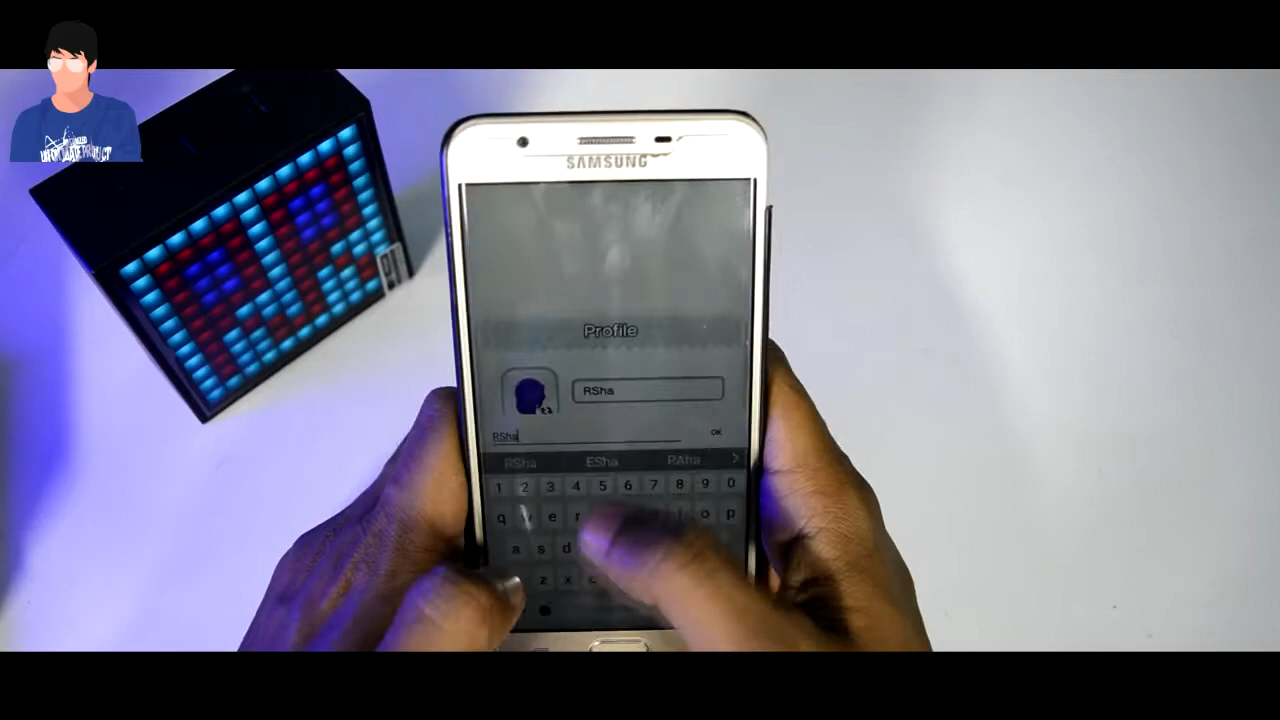 SAMSUNG
Profile
RSha
RSha
OK
RSha ESha RAha >
1 2 3 4 5 6 7 8 9 0
q w e r o p
a s d
z x c